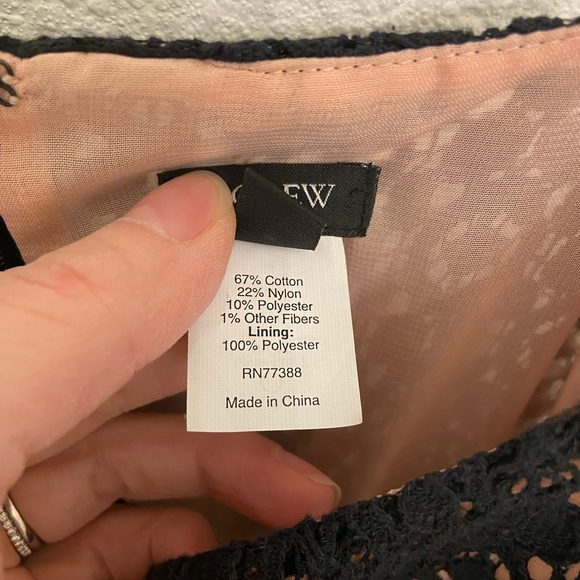 67% Cotton
22% Nylon
10% Polyester
1% Other Fibers
Lining:
100% Polyester
RN77388
Made in China